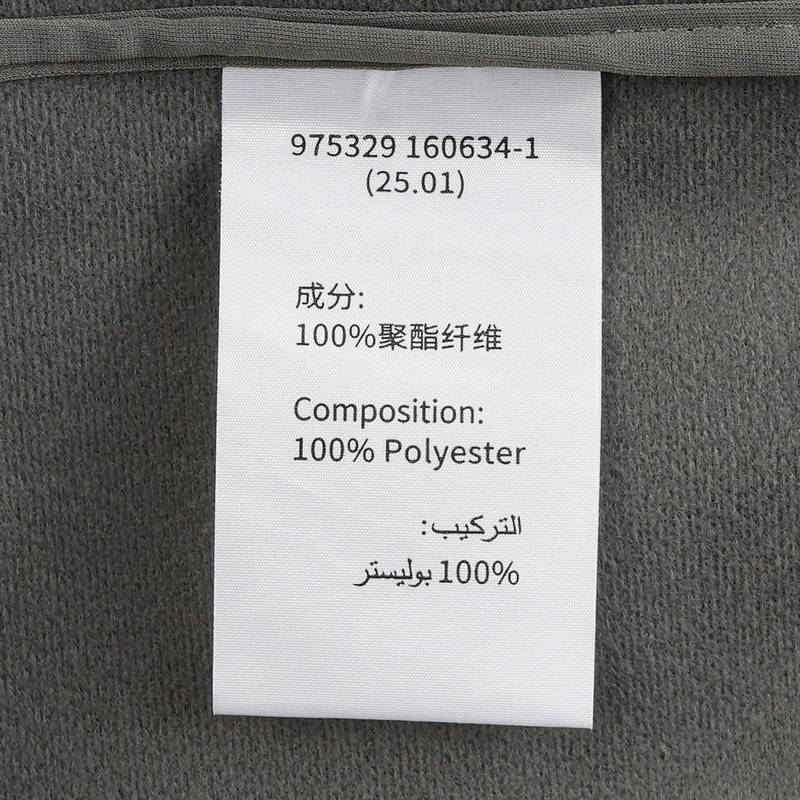 975329 160634-1
(25.01)
成分:
100%聚酯纤维
Composition:
100% Polyester
التركيب:
100% بوليستر